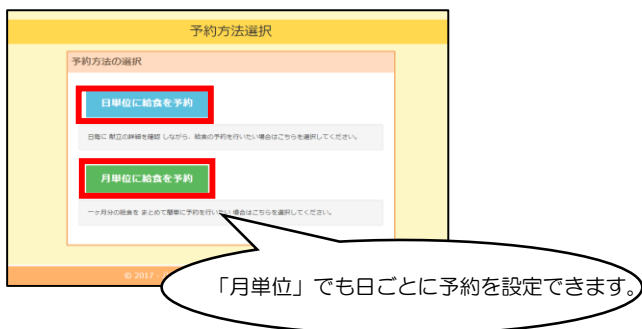 予約方法選択
予約方法の選択
日単位に給食を予約
日毎に 献立の詳細を確認 しながら、給食の予約を行いたい場合はこちらを選択してください。
月単位に給食を予約
一ヶ月分の給食を まとめて簡単に予約を行いたい 場合はこちらを選択してください。
© 2017 -
「月単位」でも日ごとに予約を設定できます。